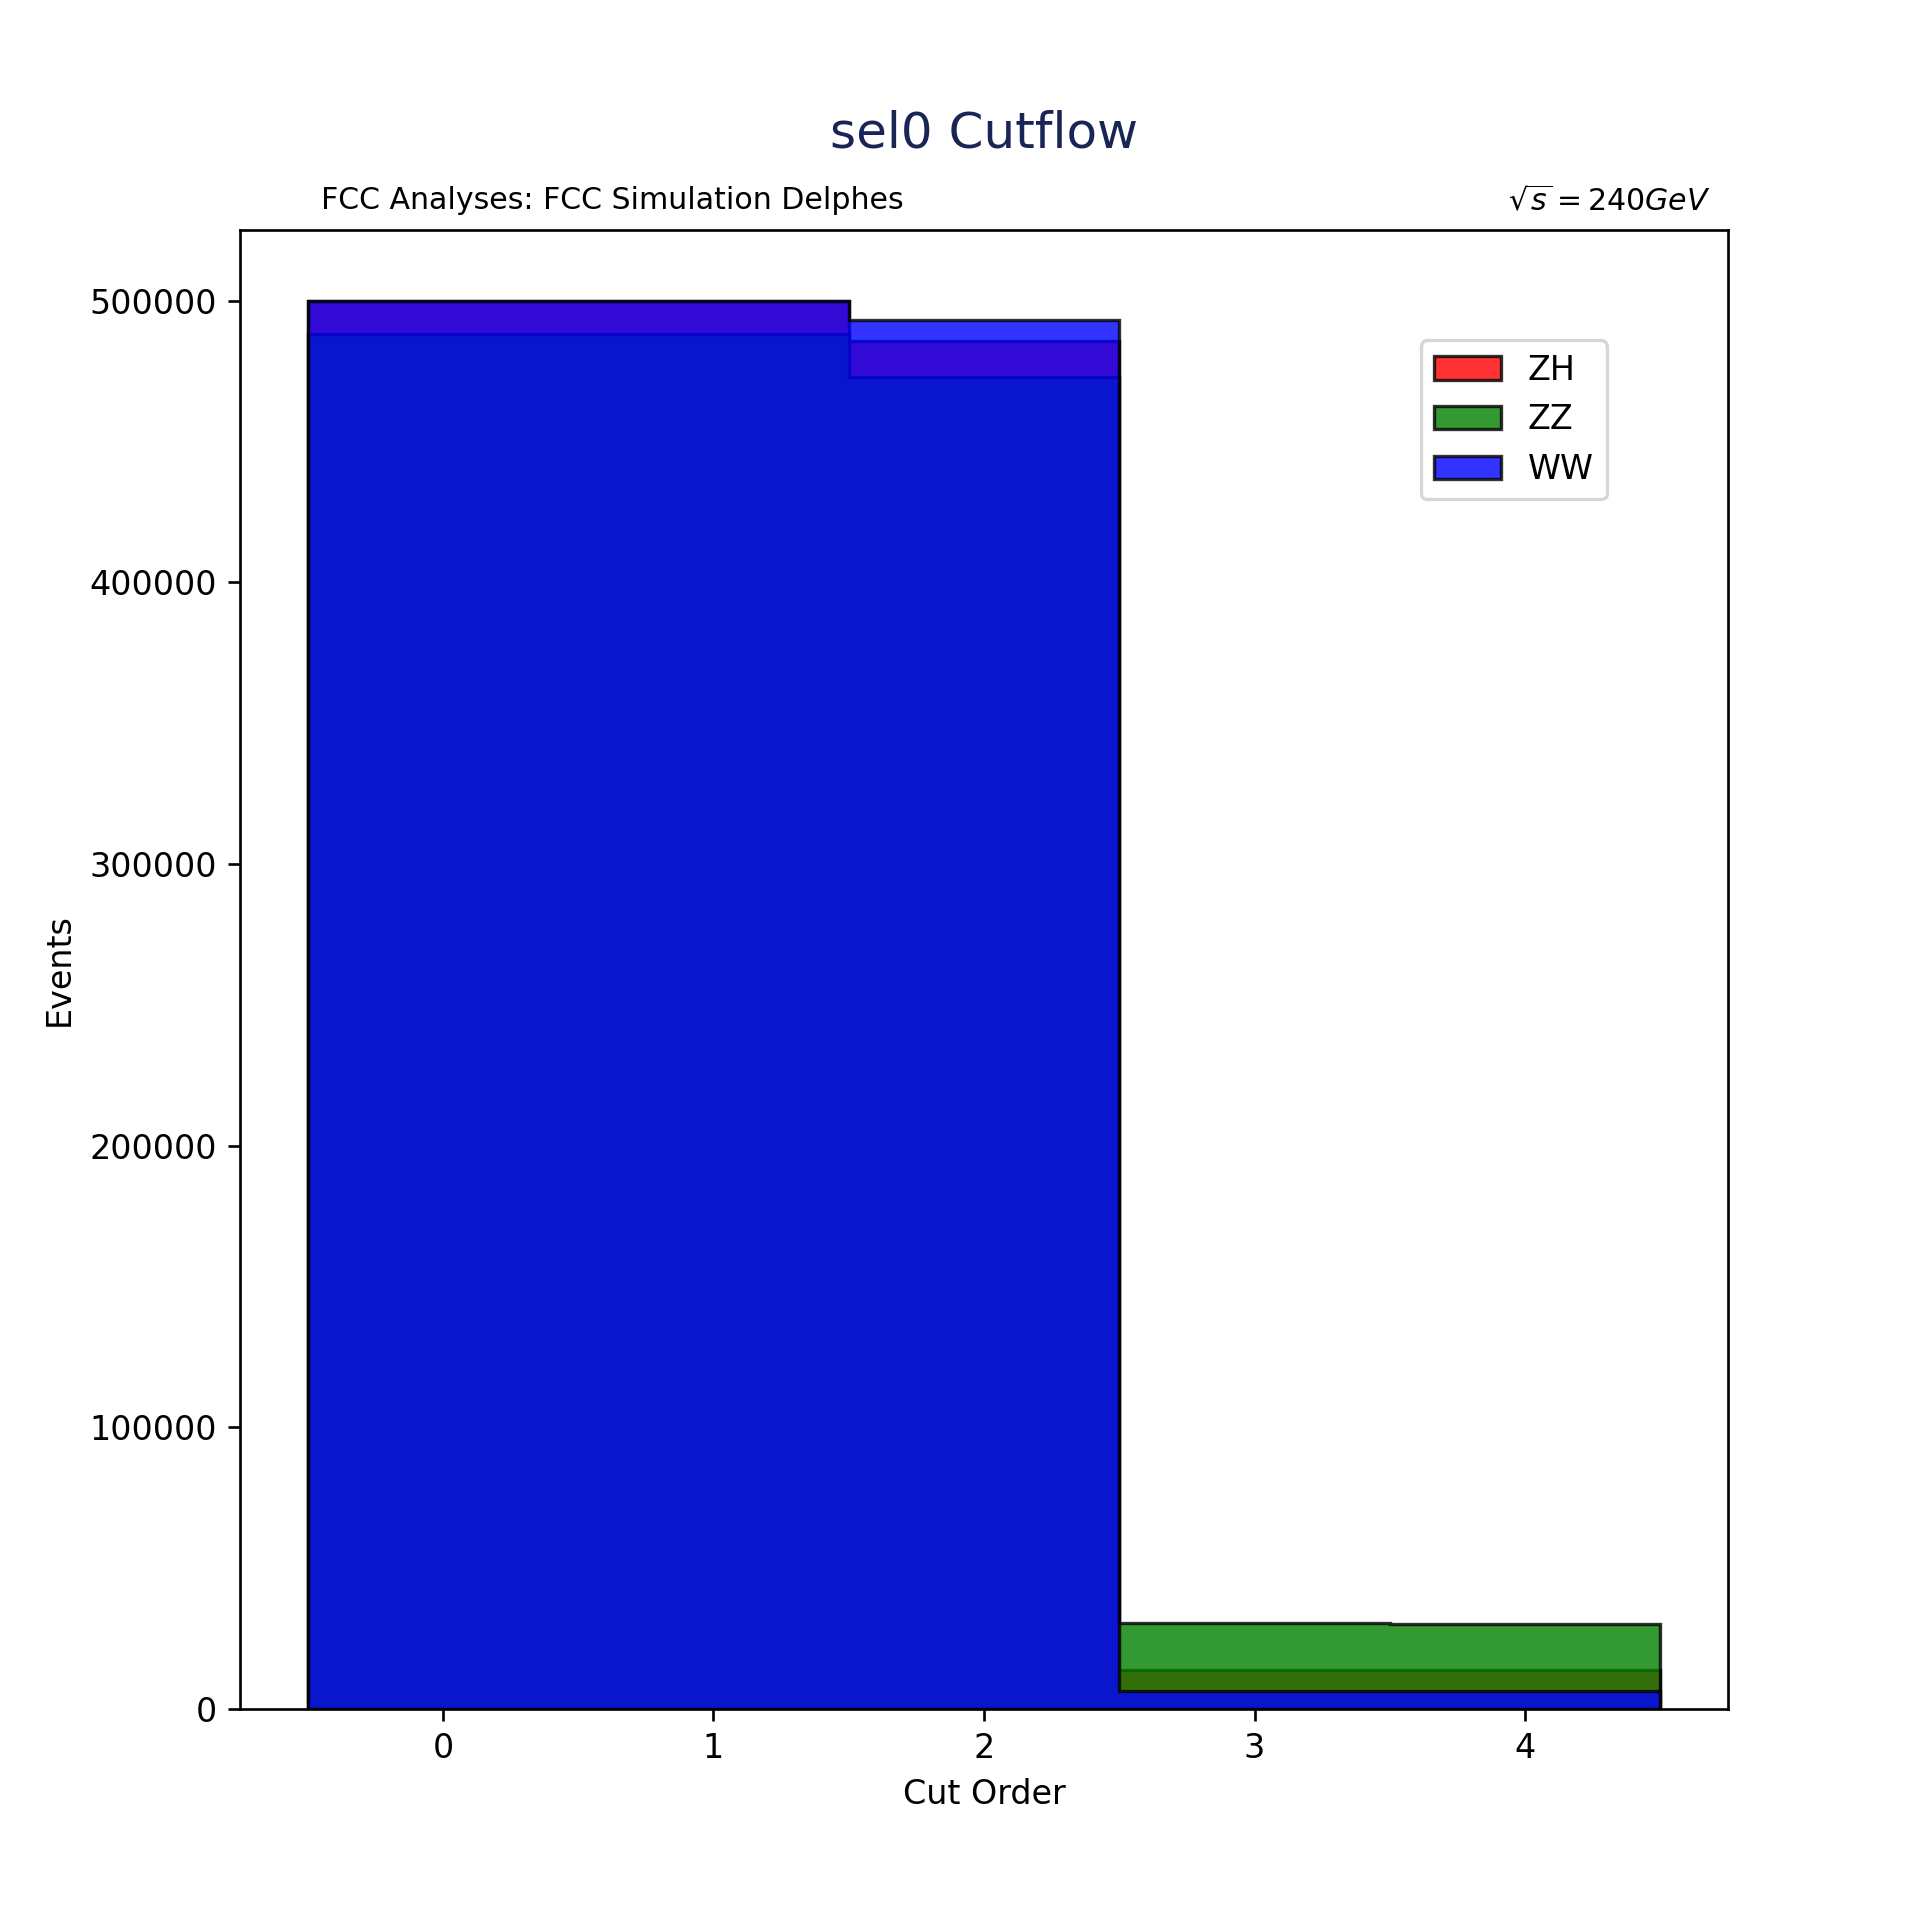 sel0 Cutflow
FCC Analyses: FCC Simulation Delphes
√s = 240GeV
500000
400000
300000
200000
100000
0
Events
ZH
ZZ
WW
0 1 2 3 4
Cut Order